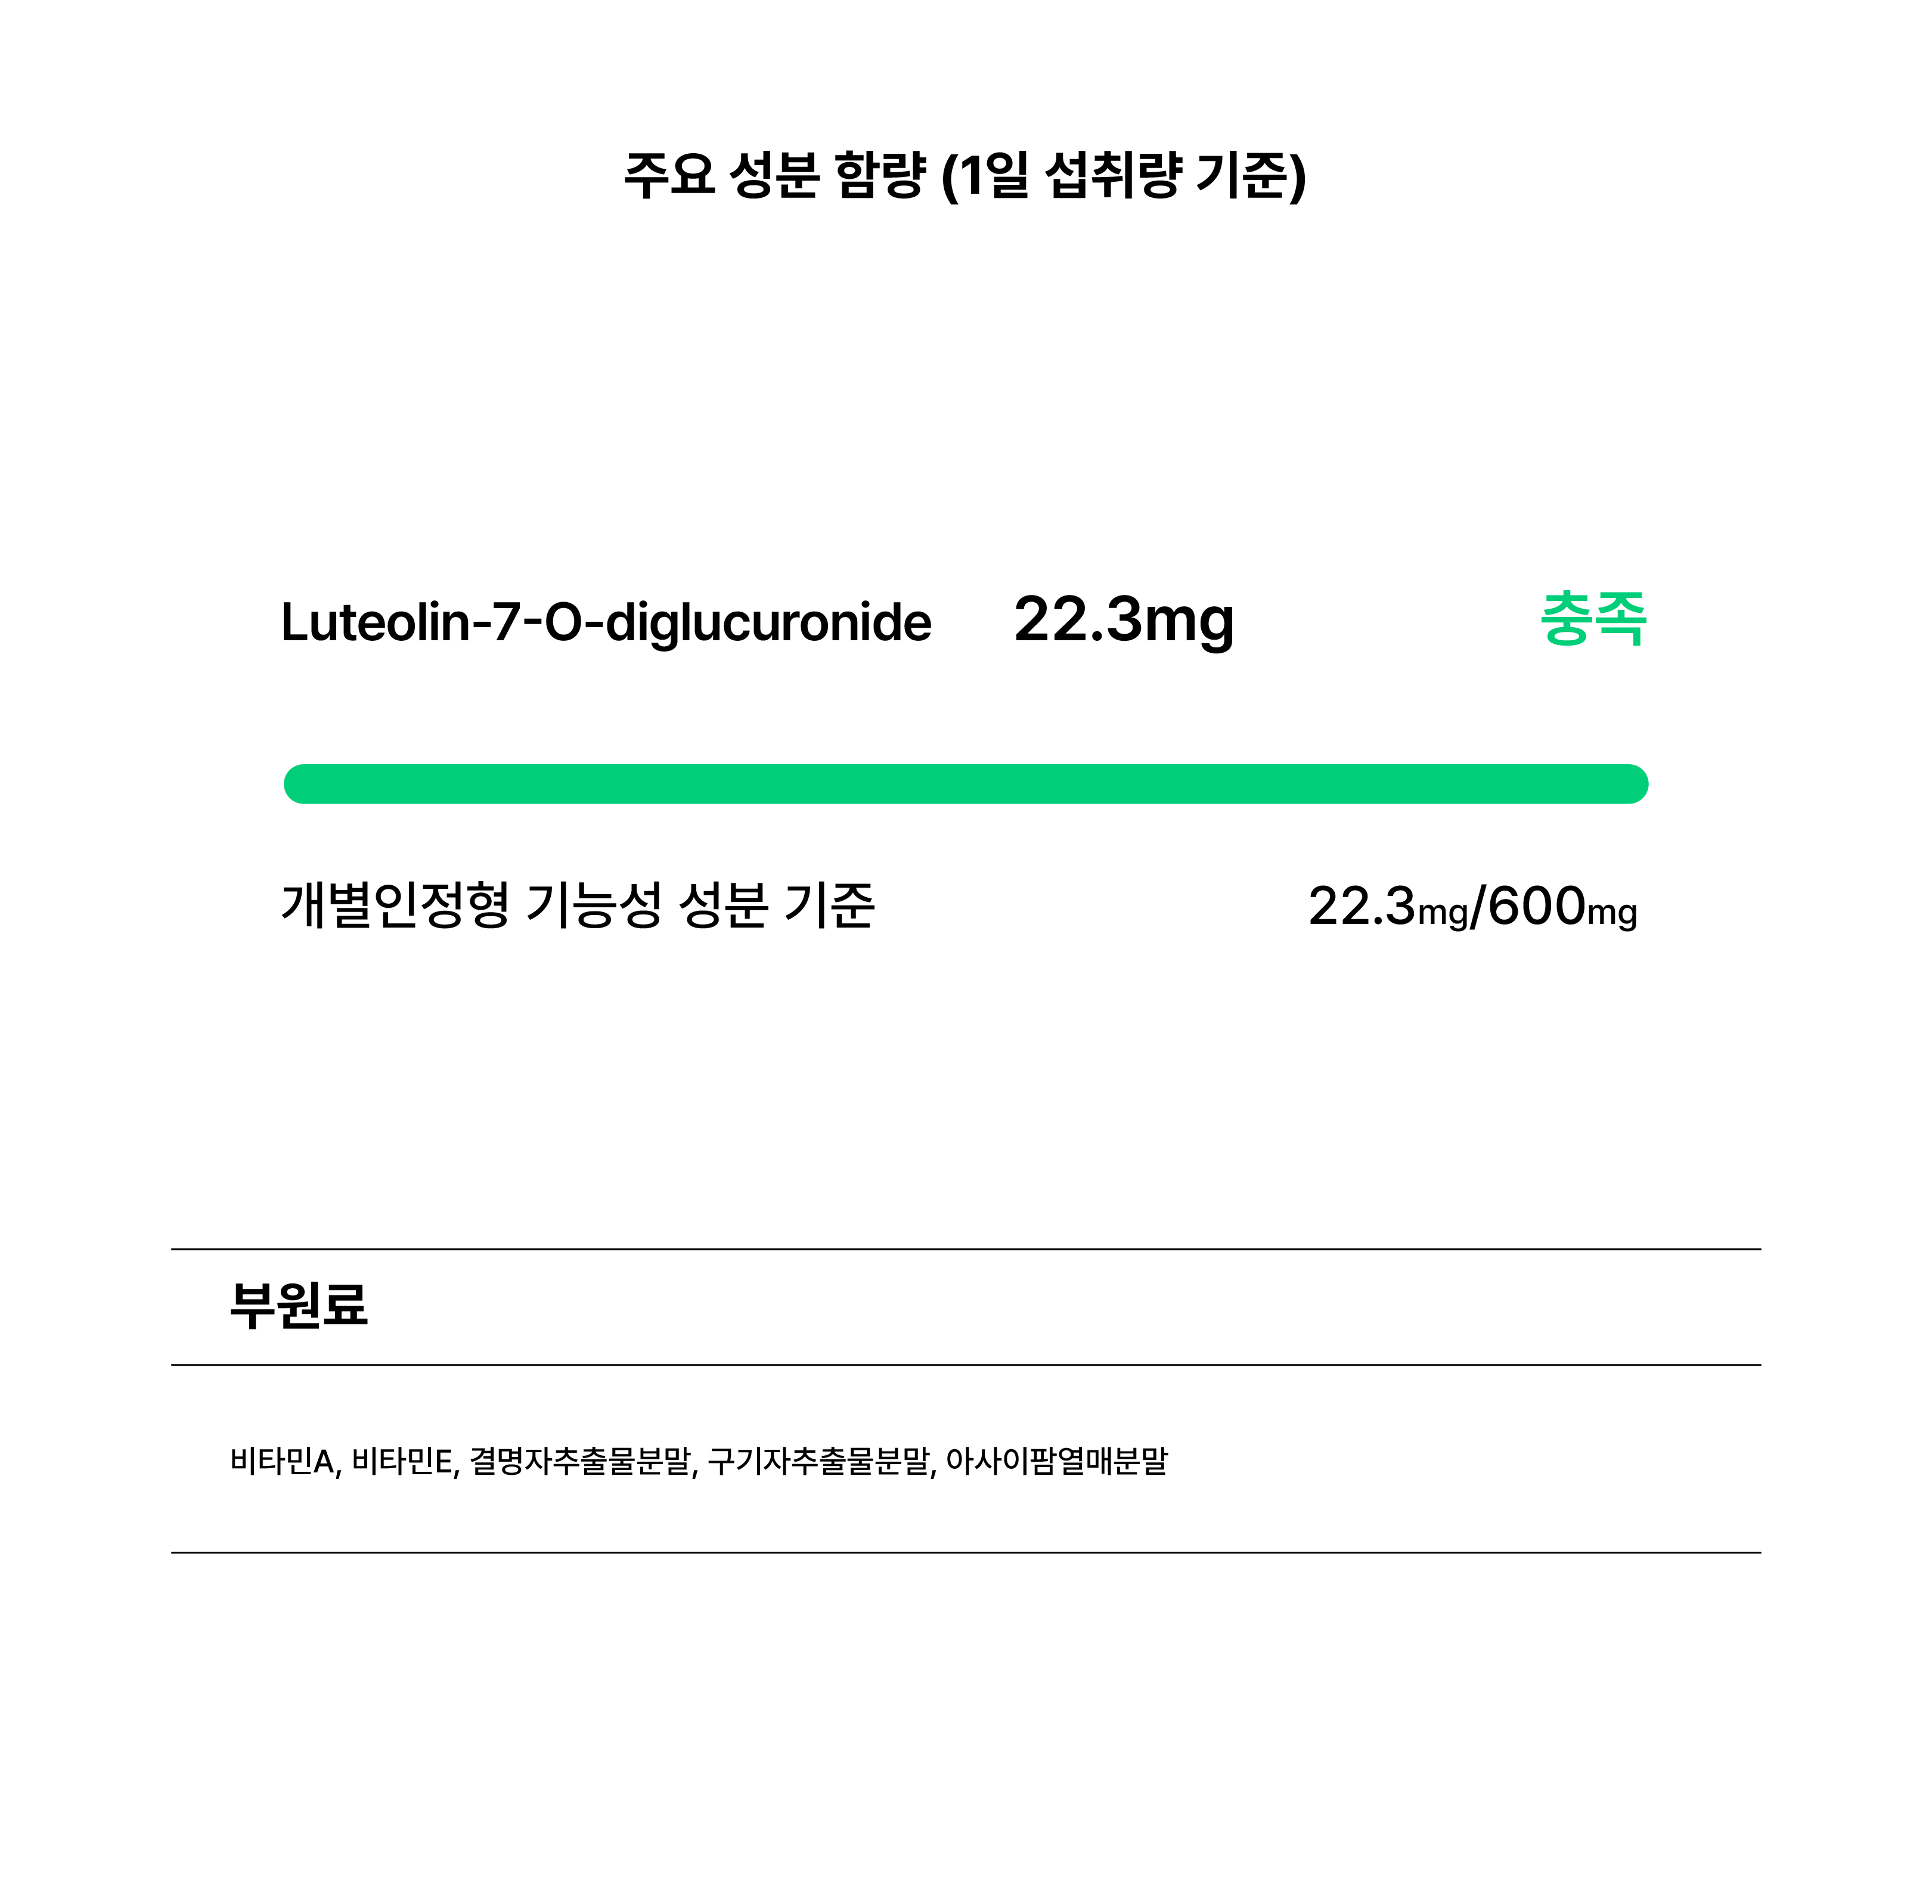 주요 성분 함량 (1일 섭취량 기준)
Luteolin-7-O-diglucuronide 22.3mg 충족
개별인정형 기능성 성분 기준 22.3mg/600mg
부원료
비타민A, 비타민E, 결명자추출물분말, 구기자추출물분말, 아사이팜열매분말